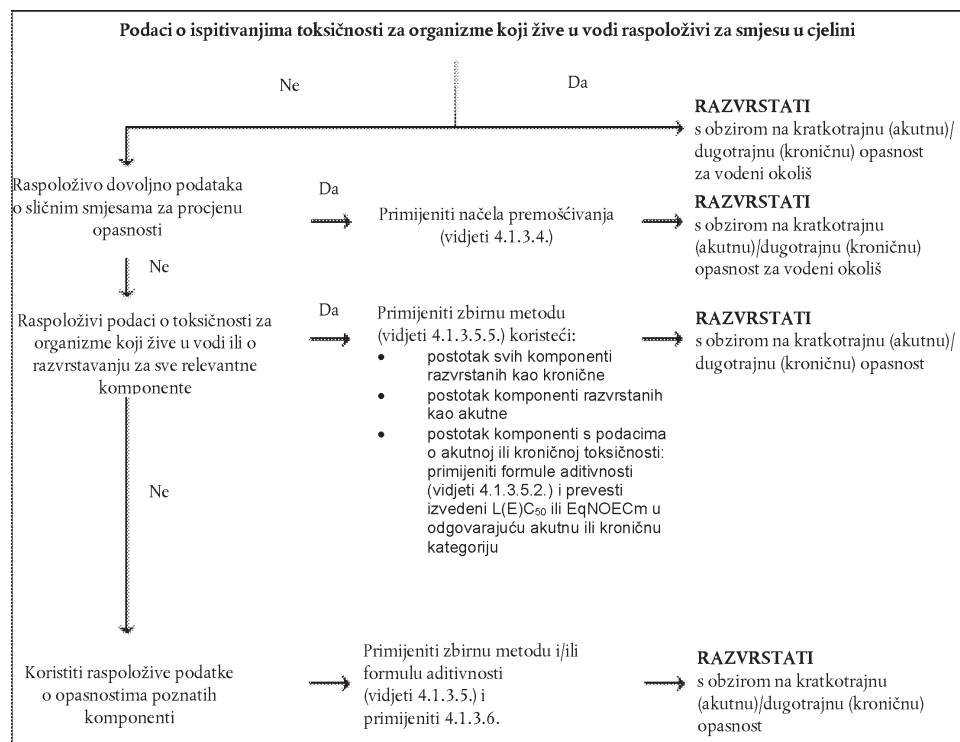 Podaci o ispitivanjima toksičnosti za organizme koji žive u vodi raspoloživi za smjesu u cjelini
Ne
Da
RAZVRSTATI
s obzirom na kratkotrajnu (akutnu)/
dugotrajnu (kroničnu) opasnost
za vodeni okoliš
Raspoloživo dovoljno podataka
o sličnim smjesama za procjenu
opasnosti
Da
Primijeniti načela premošćivanja
(vidjeti 4.1.3.4.)
RAZVRSTATI
s obzirom na kratkotrajnu
(akutnu)/dugotrajnu (kroničnu)
opasnost za vodeni okoliš
Ne
Raspoloživi podaci o toksičnosti za
organizme koji žive u vodi ili o
razvrstavanju za sve relevantne
komponente
Da
Primijeniti zbirnu metodu
(vidjeti 4.1.3.5.5.) koristeći:
• postotak svih komponenti
razvrstanih kao kronične
• postotak komponenti razvrstanih
kao akutne
• postotak komponenti s podacima
o akutnoj ili kroničnoj toksičnosti:
primijeniti formule aditivnosti
(vidjeti 4.1.3.5.2.) i prevesti
izvedeni L(E)C₅₀ ili EqNOECm u
odgovarajuću akutnu ili kroničnu
kategoriju
RAZVRSTATI
s obzirom na kratkotrajnu (akutnu)/
dugotrajnu (kroničnu) opasnost
Ne
Koristiti raspoložive podatke
o opasnostima poznatih
komponenti
Primijeniti zbirnu metodu i/ili
formulu aditivnosti
(vidjeti 4.1.3.5.) i
primijeniti 4.1.3.6.
RAZVRSTATI
s obzirom na kratkotrajnu
(akutnu)/dugotrajnu (kroničnu)
opasnost